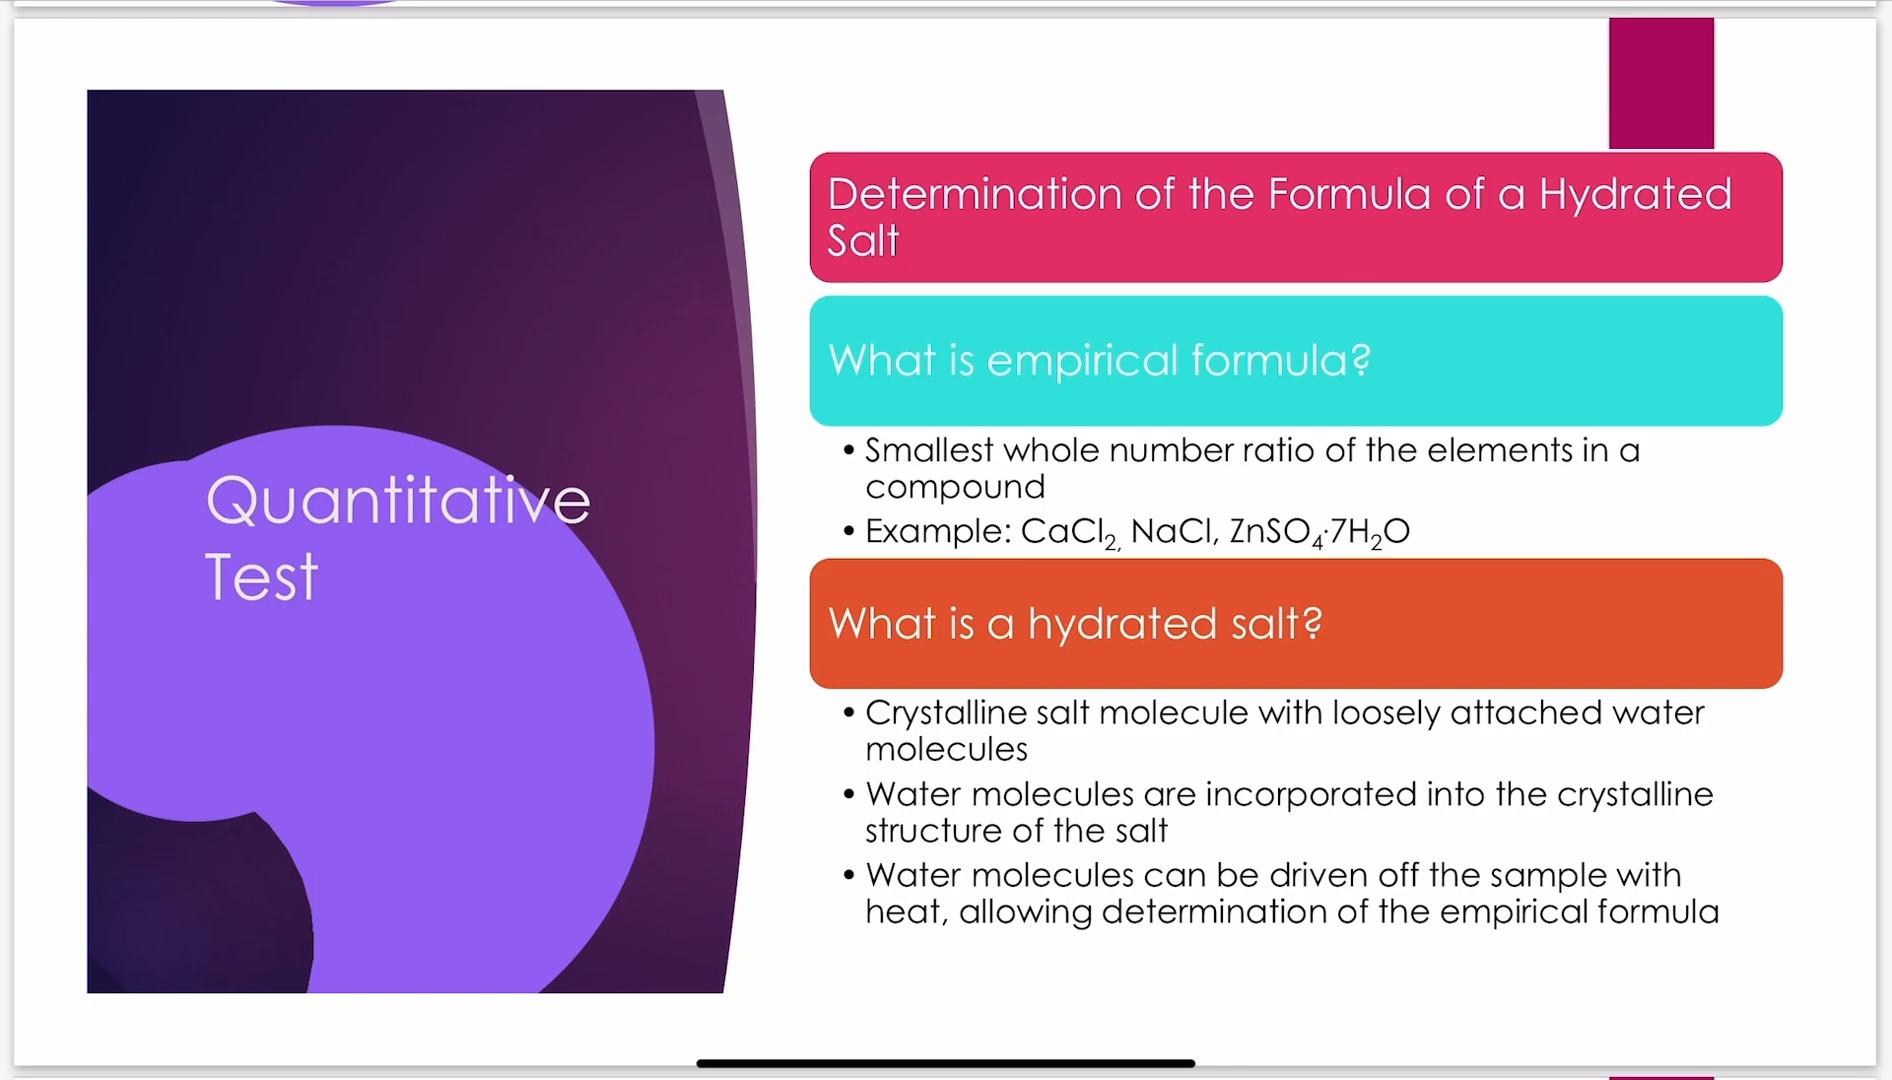 Quantitative
Test
Determination of the Formula of a Hydrated
Salt
What is empirical formula?
• Smallest whole number ratio of the elements in a
compound
• Example: CaCl₂, NaCl, ZnSO₄·7H₂O
What is a hydrated salt?
• Crystalline salt molecule with loosely attached water
molecules
• Water molecules are incorporated into the crystalline
structure of the salt
• Water molecules can be driven off the sample with
heat, allowing determination of the empirical formula